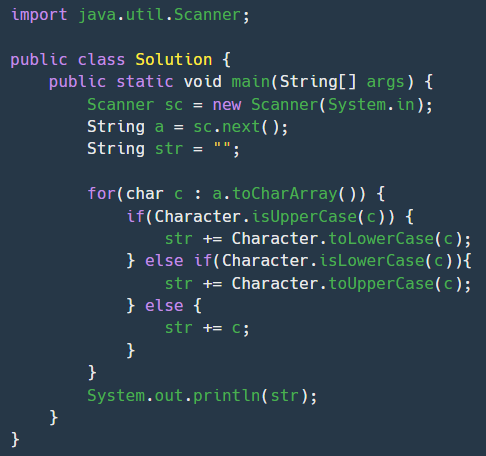 import java.util.Scanner;

public class Solution {
    public static void main(String[] args) {
        Scanner sc = new Scanner(System.in);
        String a = sc.next();
        String str = "";

        for(char c : a.toCharArray()) {
            if(Character.isUpperCase(c)) {
                str += Character.toLowerCase(c);
            } else if(Character.isLowerCase(c)){
                str += Character.toUpperCase(c);
            } else {
                str += c;
            }
        }
        System.out.println(str);
    }
}